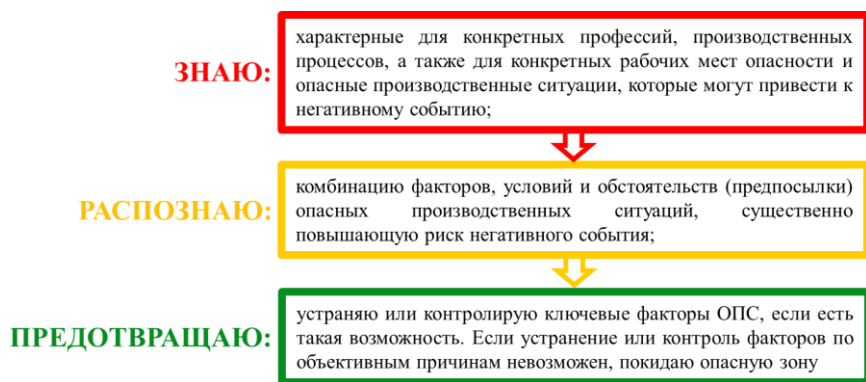 ЗНАЮ:
характерные для конкретных профессий, производственных
процессов, а также для конкретных рабочих мест опасности и
опасные производственные ситуации, которые могут привести к
негативному событию;
РАСПОЗНАЮ:
комбинацию факторов, условий и обстоятельств (предпосылки)
опасных производственных ситуаций, существенно
повышающую риск негативного события;
ПРЕДОТВРАЩАЮ:
устраняю или контролирую ключевые факторы ОПС, если есть
такая возможность. Если устранение или контроль факторов по
объективным причинам невозможен, покидаю опасную зону